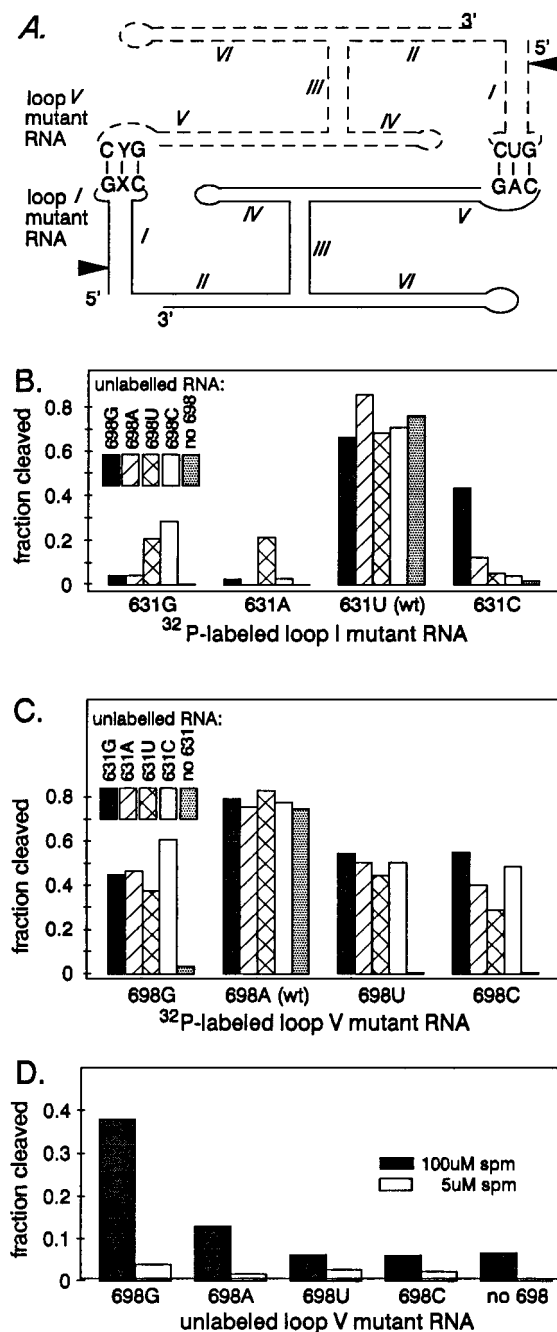 A.
3'
VI
II
5'
III
I
loop V
mutant
RNA
V
IV
CYG
CUG
GXC
GAC
loop I
mutant
RNA
IV
V
I
III
II
VI
5'
3'
B.
unlabelled RNA:
698G
698A
698U
698C
no 698
fraction cleaved
0.8
0.6
0.4
0.2
0
631G
631A
631U (wt)
631C
32P-labeled loop I mutant RNA
C.
unlabelled RNA:
631G
631A
631U
631C
no 631
fraction cleaved
0.8
0.6
0.4
0.2
0
698G
698A (wt)
698U
698C
32P-labeled loop V mutant RNA
D.
fraction cleaved
0.4
0.3
0.2
0.1
0
100uM spm
5uM spm
698G
698A
698U
698C
no 698
unlabelled loop V mutant RNA